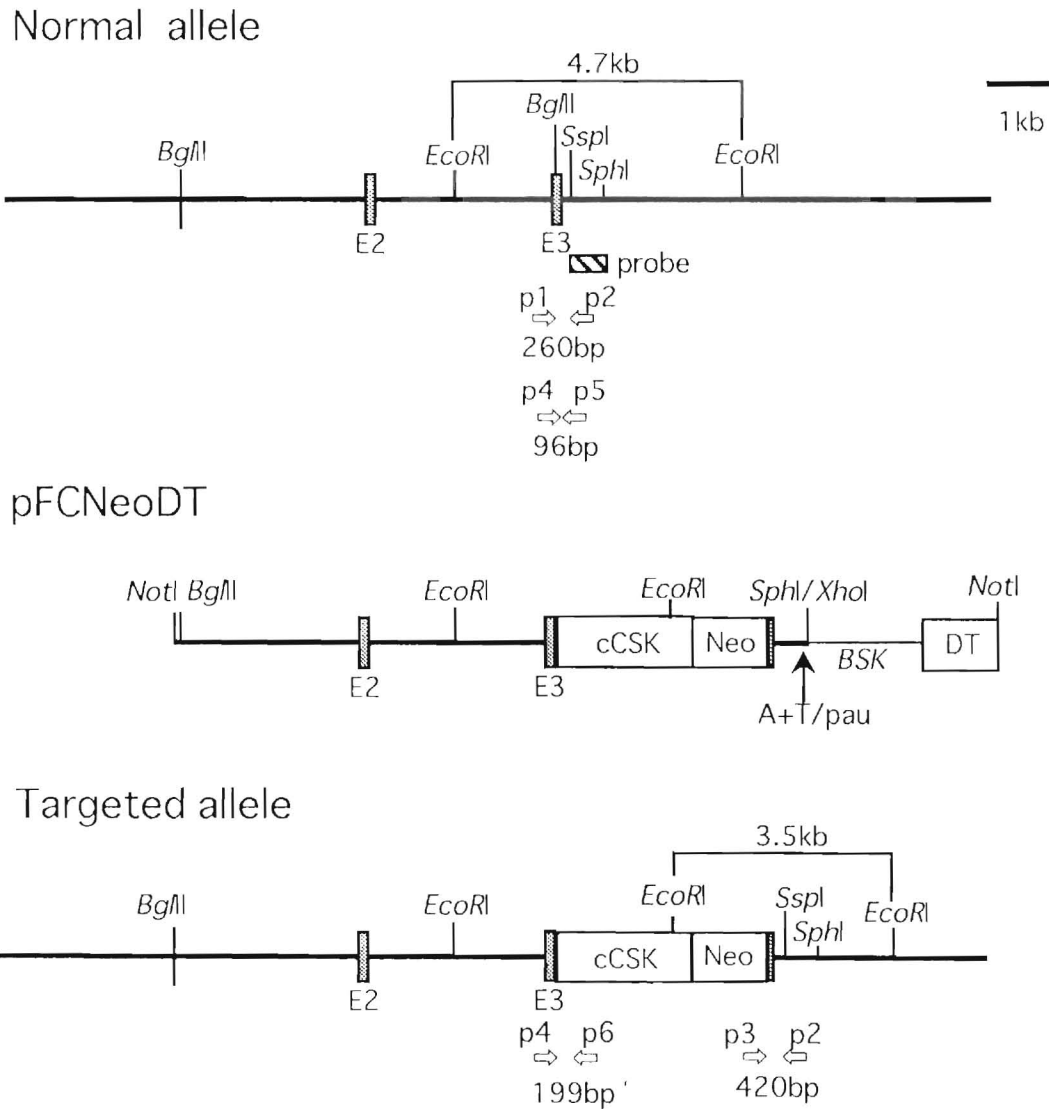 Normal allele
4.7kb
1kb
BglII
EcoRI
BglII
SspI
SphI
EcoRI
E2
E3
probe
p1 p2
260bp
p4 p5
96bp
pFCNeoDT
NotI BglII
EcoRI
EcoRI
SphI/XhoI
NotI
cCSK
Neo
BSK
DT
E2
E3
A+T/pau
Targeted allele
3.5kb
BglII
EcoRI
EcoRI
SspI
SphI
EcoRI
cCSK
Neo
E2
E3
p4 p6
199bp
p3 p2
420bp